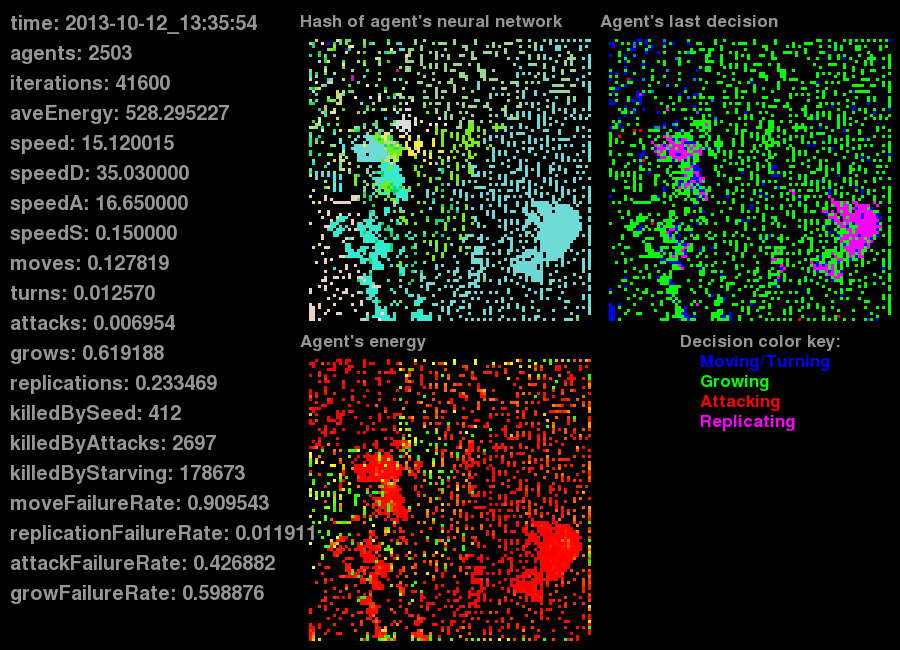 time: 2013-10-12_13:35:54
agents: 2503
iterations: 41600
aveEnergy: 528.295227
speed: 15.120015
speedD: 35.030000
speedA: 16.650000
speedS: 0.150000
moves: 0.127819
turns: 0.012570
attacks: 0.006954
grows: 0.619188
replications: 0.233469
killedBySeed: 412
killedByAttacks: 2697
killedByStarving: 178673
moveFailureRate: 0.909543
replicationFailureRate: 0.011911
attackFailureRate: 0.426882
growFailureRate: 0.598876
Hash of agent's neural network
Agent's last decision
Agent's energy
Decision color key:
Moving/Turning
Growing
Attacking
Replicating